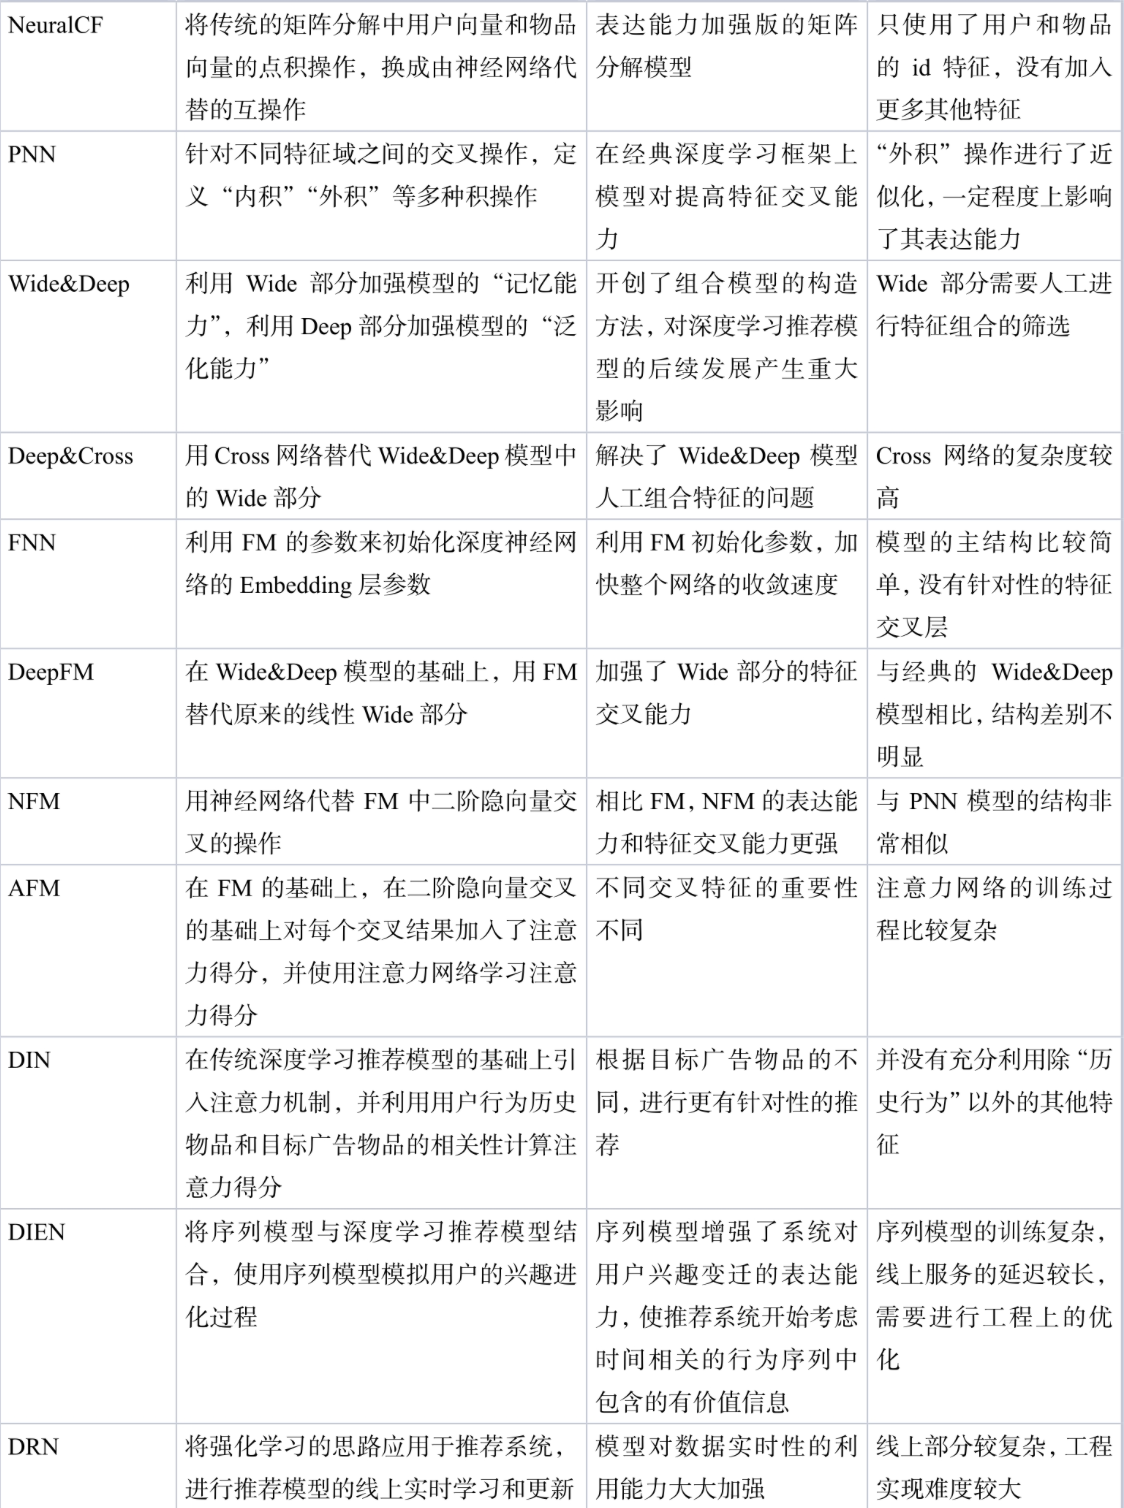 NeuralCF
将传统的矩阵分解中用户向量和物品
向量的点积操作，换成由神经网络代
替的互操作
表达能力加强版的矩阵
分解模型
只使用了用户和物品
的 id 特征，没有加入
更多其他特征
PNN
针对不同特征域之间的交叉操作，定
义“内积”“外积”等多种积操作
在经典深度学习框架上
模型对提高特征交叉能
力
“外积”操作进行了近
似化，一定程度上影响
了其表达能力
Wide&Deep
利用 Wide 部分加强模型的“记忆能
力”，利用 Deep 部分加强模型的“泛
化能力”
开创了组合模型的构造
方法，对深度学习推荐模
型的后续发展产生重大
影响
Wide 部分需要人工进
行特征组合的筛选
Deep&Cross
用 Cross 网络替代 Wide&Deep 模型中
的 Wide 部分
解决了 Wide&Deep 模型
人工组合特征的问题
Cross 网络的复杂度较
高
FNN
利用 FM 的参数来初始化深度神经网
络的 Embedding 层参数
利用 FM 初始化参数，加
快整个网络的收敛速度
模型的主结构比较简
单，没有针对性的特征
交叉层
DeepFM
在 Wide&Deep 模型的基础上，用 FM
替代原来的线性 Wide 部分
加强了 Wide 部分的特征
交叉能力
与经典的 Wide&Deep
模型相比，结构差别不
明显
NFM
用神经网络代替 FM 中二阶隐向量交
叉的操作
相比 FM，NFM 的表达能
力和特征交叉能力更强
与 PNN 模型的结构非
常相似
AFM
在 FM 的基础上，在二阶隐向量交叉
的基础上对每个交叉结果加入了注意
力得分，并使用注意力网络学习注意
力得分
不同交叉特征的重要性
不同
注意力网络的训练过
程比较复杂
DIN
在传统深度学习推荐模型的基础上引
入注意力机制，并利用用户行为历史
物品和目标广告物品的相关性计算注
意力得分
根据目标广告物品的不
同，进行更有针对性的推
荐
并没有充分利用除“历
史行为”以外的其他特
征
DIEN
将序列模型与深度学习推荐模型结
合，使用序列模型模拟用户的兴趣进
化过程
序列模型增强了系统对
用户兴趣变迁的表达能
力，使推荐系统开始考虑
时间相关的行为序列中
包含的有价值信息
序列模型的训练复杂，
线上服务的延迟较长，
需要进行工程上的优
化
DRN
将强化学习的思路应用于推荐系统，
进行推荐模型的线上实时学习和更新
模型对数据实时性的利
用能力大大加强
线上部分较复杂，工程
实现难度较大